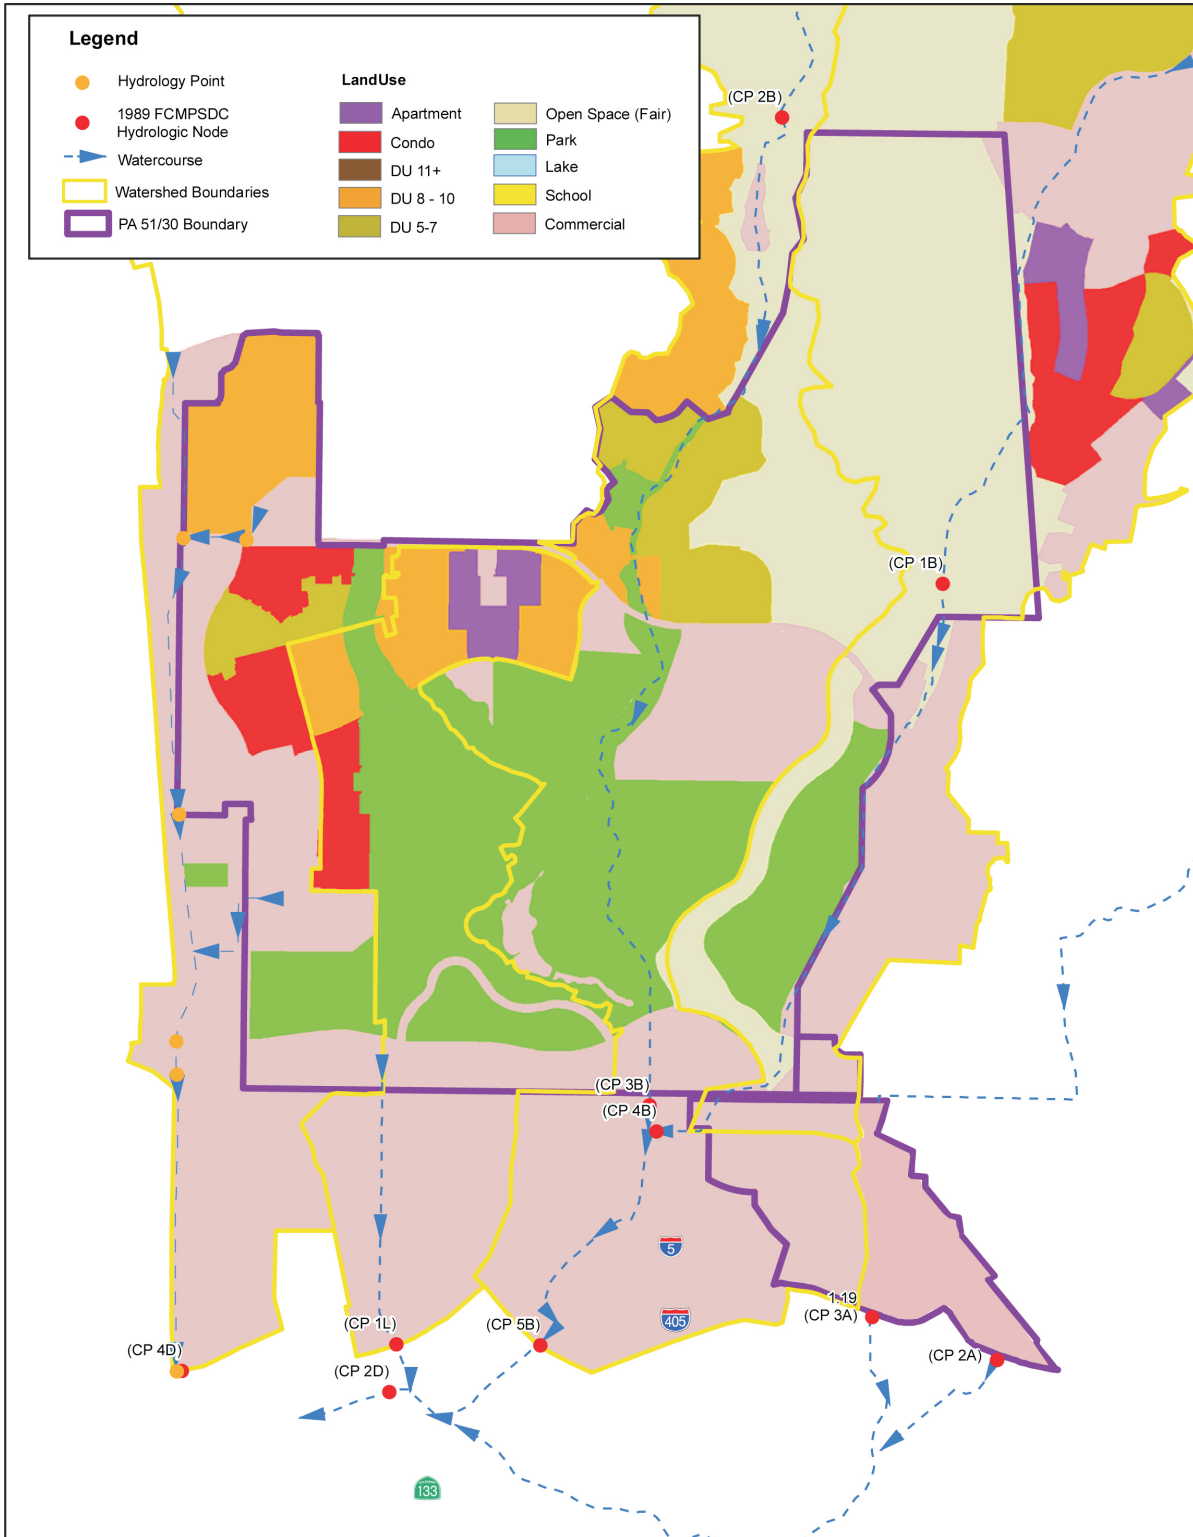 Legend
Hydrology Point
1989 FCMPSDC
Hydrologic Node
Watercourse
Watershed Boundaries
PA 51/30 Boundary
LandUse
Apartment
Condo
DU 11+
DU 8 - 10
DU 5-7
Open Space (Fair)
Park
Lake
School
Commercial
(CP 2B)
(CP 1B)
(CP 3B)
(CP 4B)
5
1.19
(CP 3A)
405
(CP 1L)
(CP 5B)
(CP 4D)
(CP 2A)
(CP 2D)
133